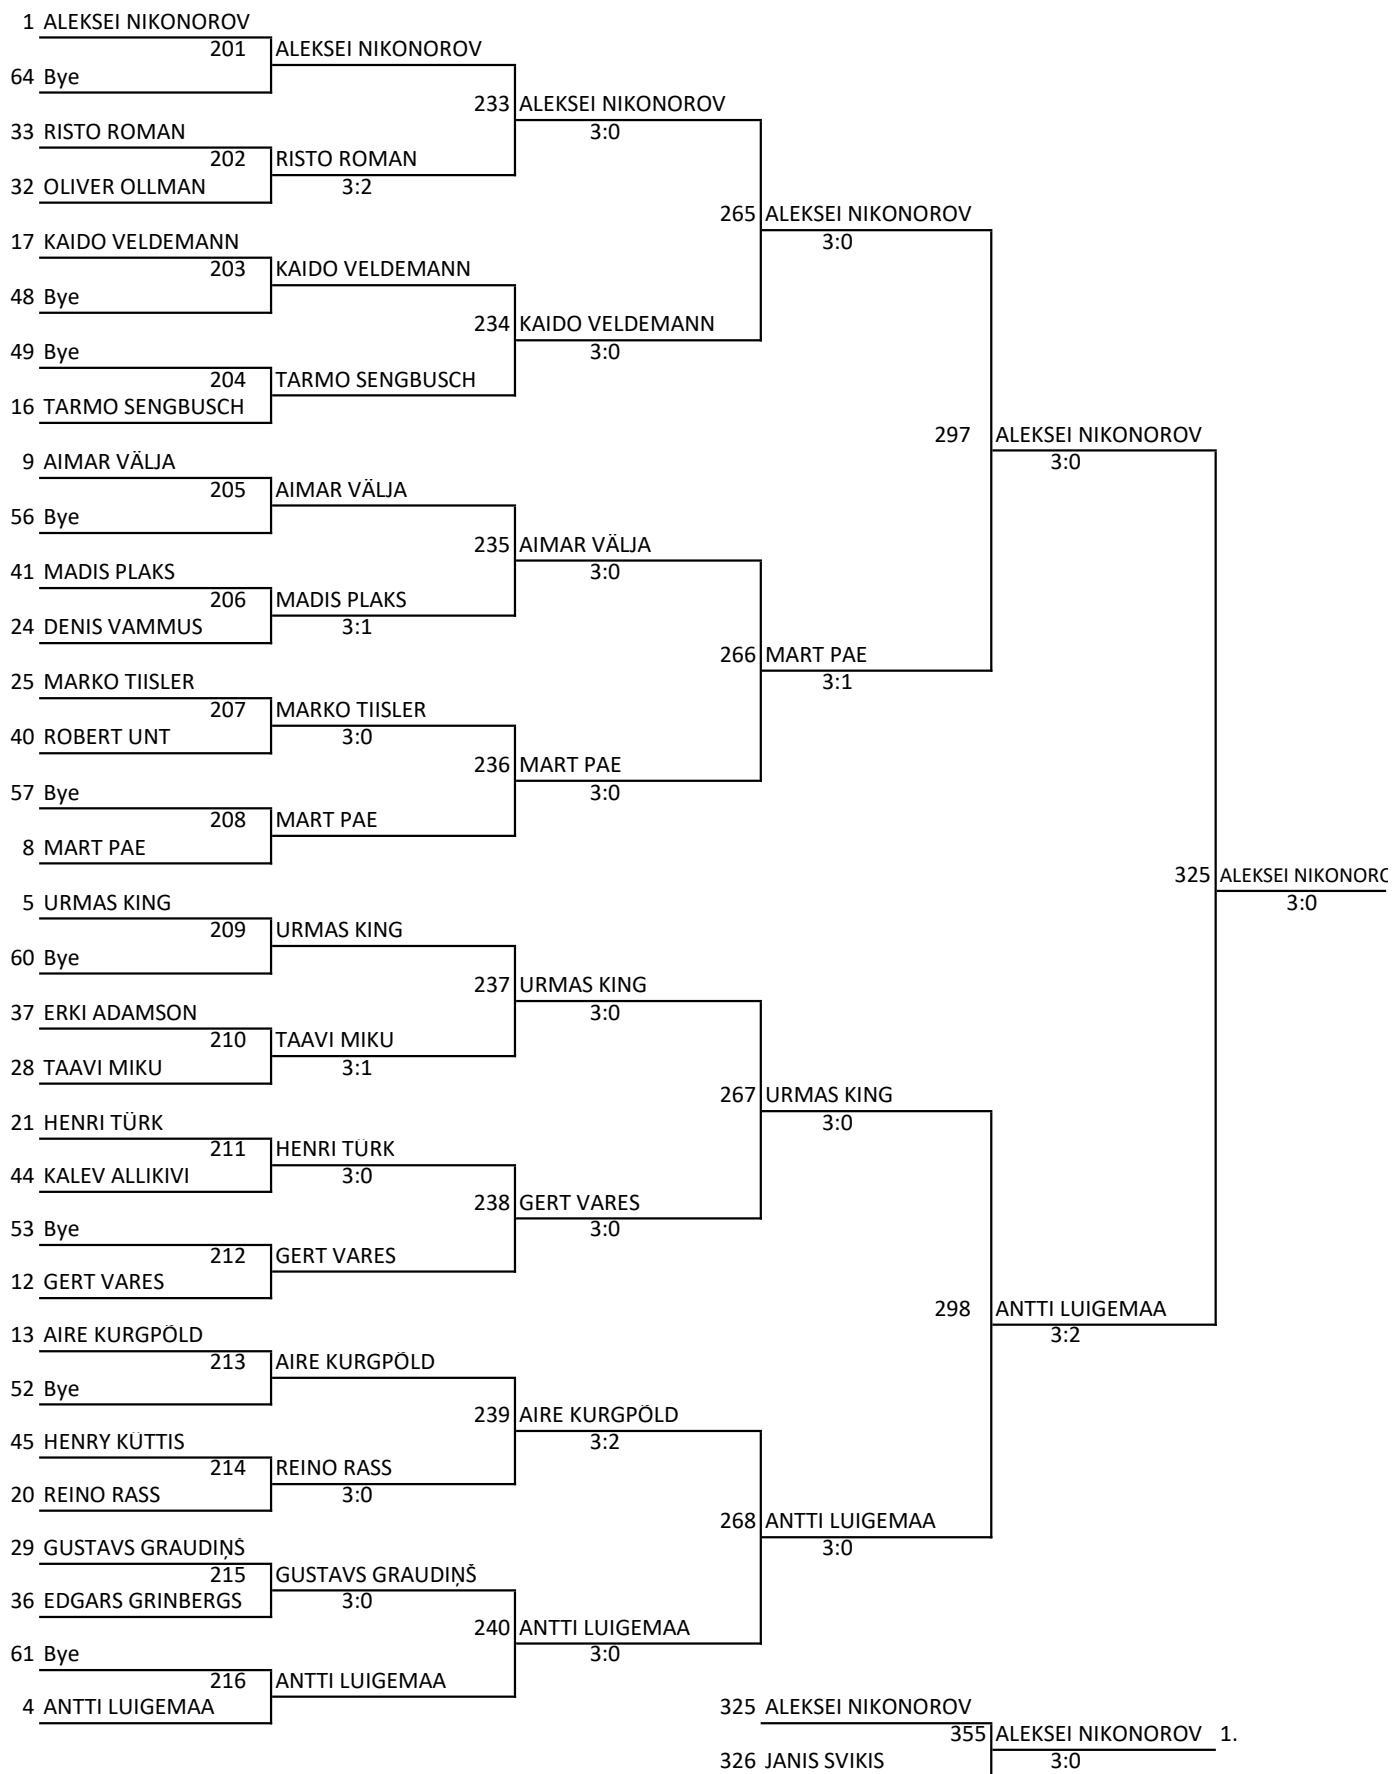 1 ALEKSEI NIKONOROV
201 ALEKSEI NIKONOROV
64 Bye
233 ALEKSEI NIKONOROV
33 RISTO ROMAN
3:0
202 RISTO ROMAN
32 OLIVER OLLMAN
3:2
265 ALEKSEI NIKONOROV
17 KAIDO VELDEMANN
3:0
203 KAIDO VELDEMANN
48 Bye
234 KAIDO VELDEMANN
49 Bye
3:0
204 TARMO SENGBUSCH
16 TARMO SENGBUSCH
297 ALEKSEI NIKONOROV
9 AIMAR VÄLJA
3:0
205 AIMAR VÄLJA
56 Bye
235 AIMAR VÄLJA
41 MADIS PLAKS
3:0
206 MADIS PLAKS
24 DENIS VAMMUS
3:1
266 MART PAE
25 MARKO TIISLER
3:1
207 MARKO TIISLER
40 ROBERT UNT
3:0
236 MART PAE
57 Bye
3:0
208 MART PAE
8 MART PAE
325 ALEKSEI NIKONORO
5 URMAS KING
3:0
209 URMAS KING
60 Bye
237 URMAS KING
37 ERKI ADAMSON
3:0
210 TAAVI MIKU
28 TAAVI MIKU
3:1
267 URMAS KING
21 HENRI TÜRK
3:0
211 HENRI TÜRK
44 KALEV ALLIKIVI
3:0
238 GERT VARES
53 Bye
3:0
212 GERT VARES
12 GERT VARES
298 ANTTI LUIGEMAA
13 AIRE KURGPÕLD
3:2
213 AIRE KURGPÕLD
52 Bye
239 AIRE KURGPÕLD
45 HENRY KÜTTIS
3:2
214 REINO RASS
20 REINO RASS
3:0
268 ANTTI LUIGEMAA
29 GUSTAVS GRAUDIŅŠ
3:0
215 GUSTAVS GRAUDIŅŠ
36 EDGARS GRINBERGS
3:0
240 ANTTI LUIGEMAA
61 Bye
3:0
216 ANTTI LUIGEMAA
4 ANTTI LUIGEMAA
325 ALEKSEI NIKONOROV
355 ALEKSEI NIKONOROV 1.
326 JANIS SVIKIS
3:0